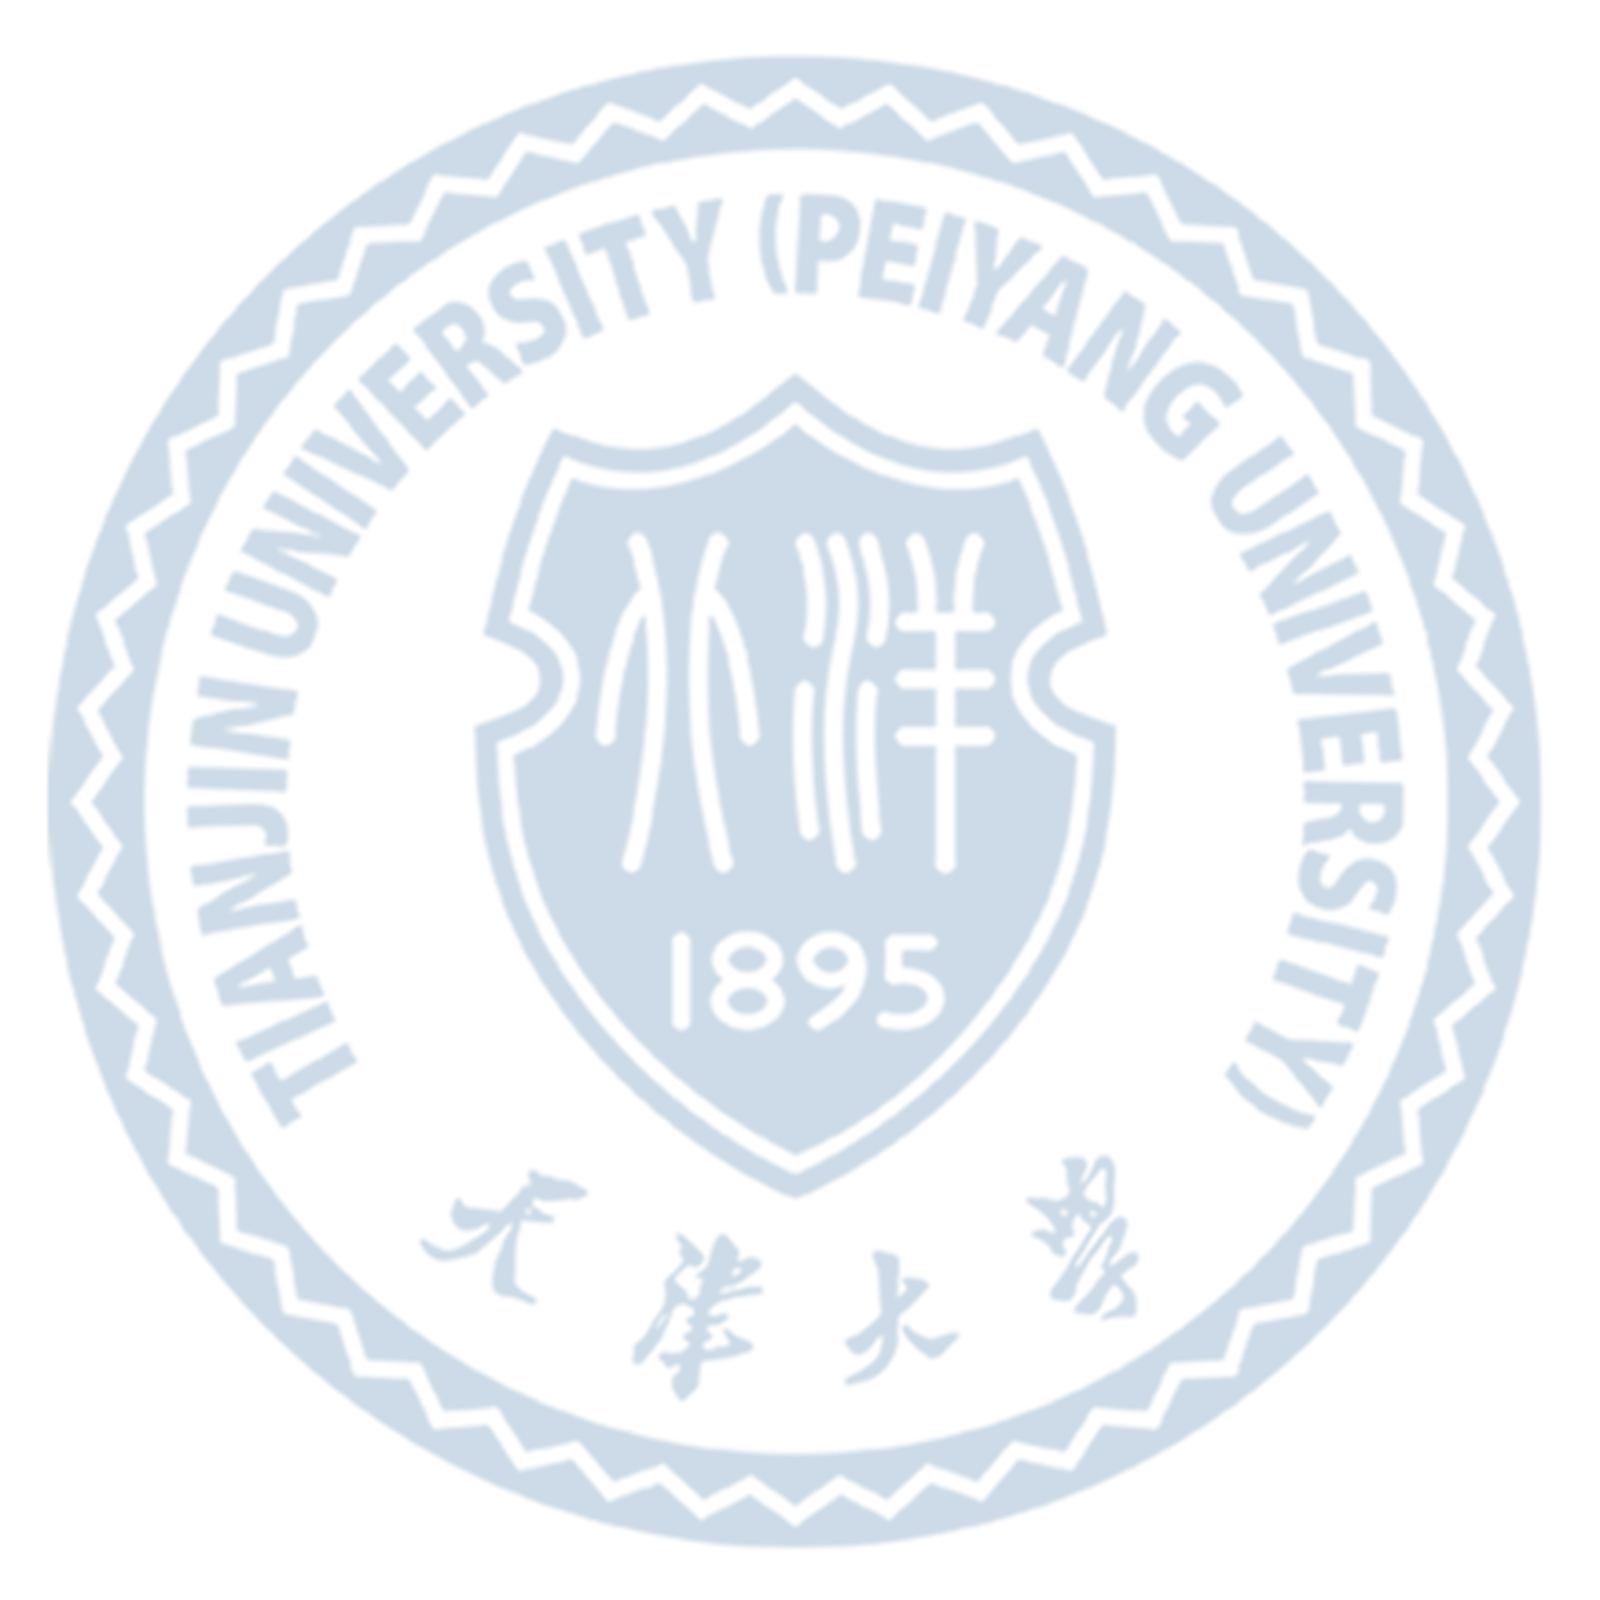 TIANJIN UNIVERSITY (PEIYANG UNIVERSITY)
北洋
1895
天津大学